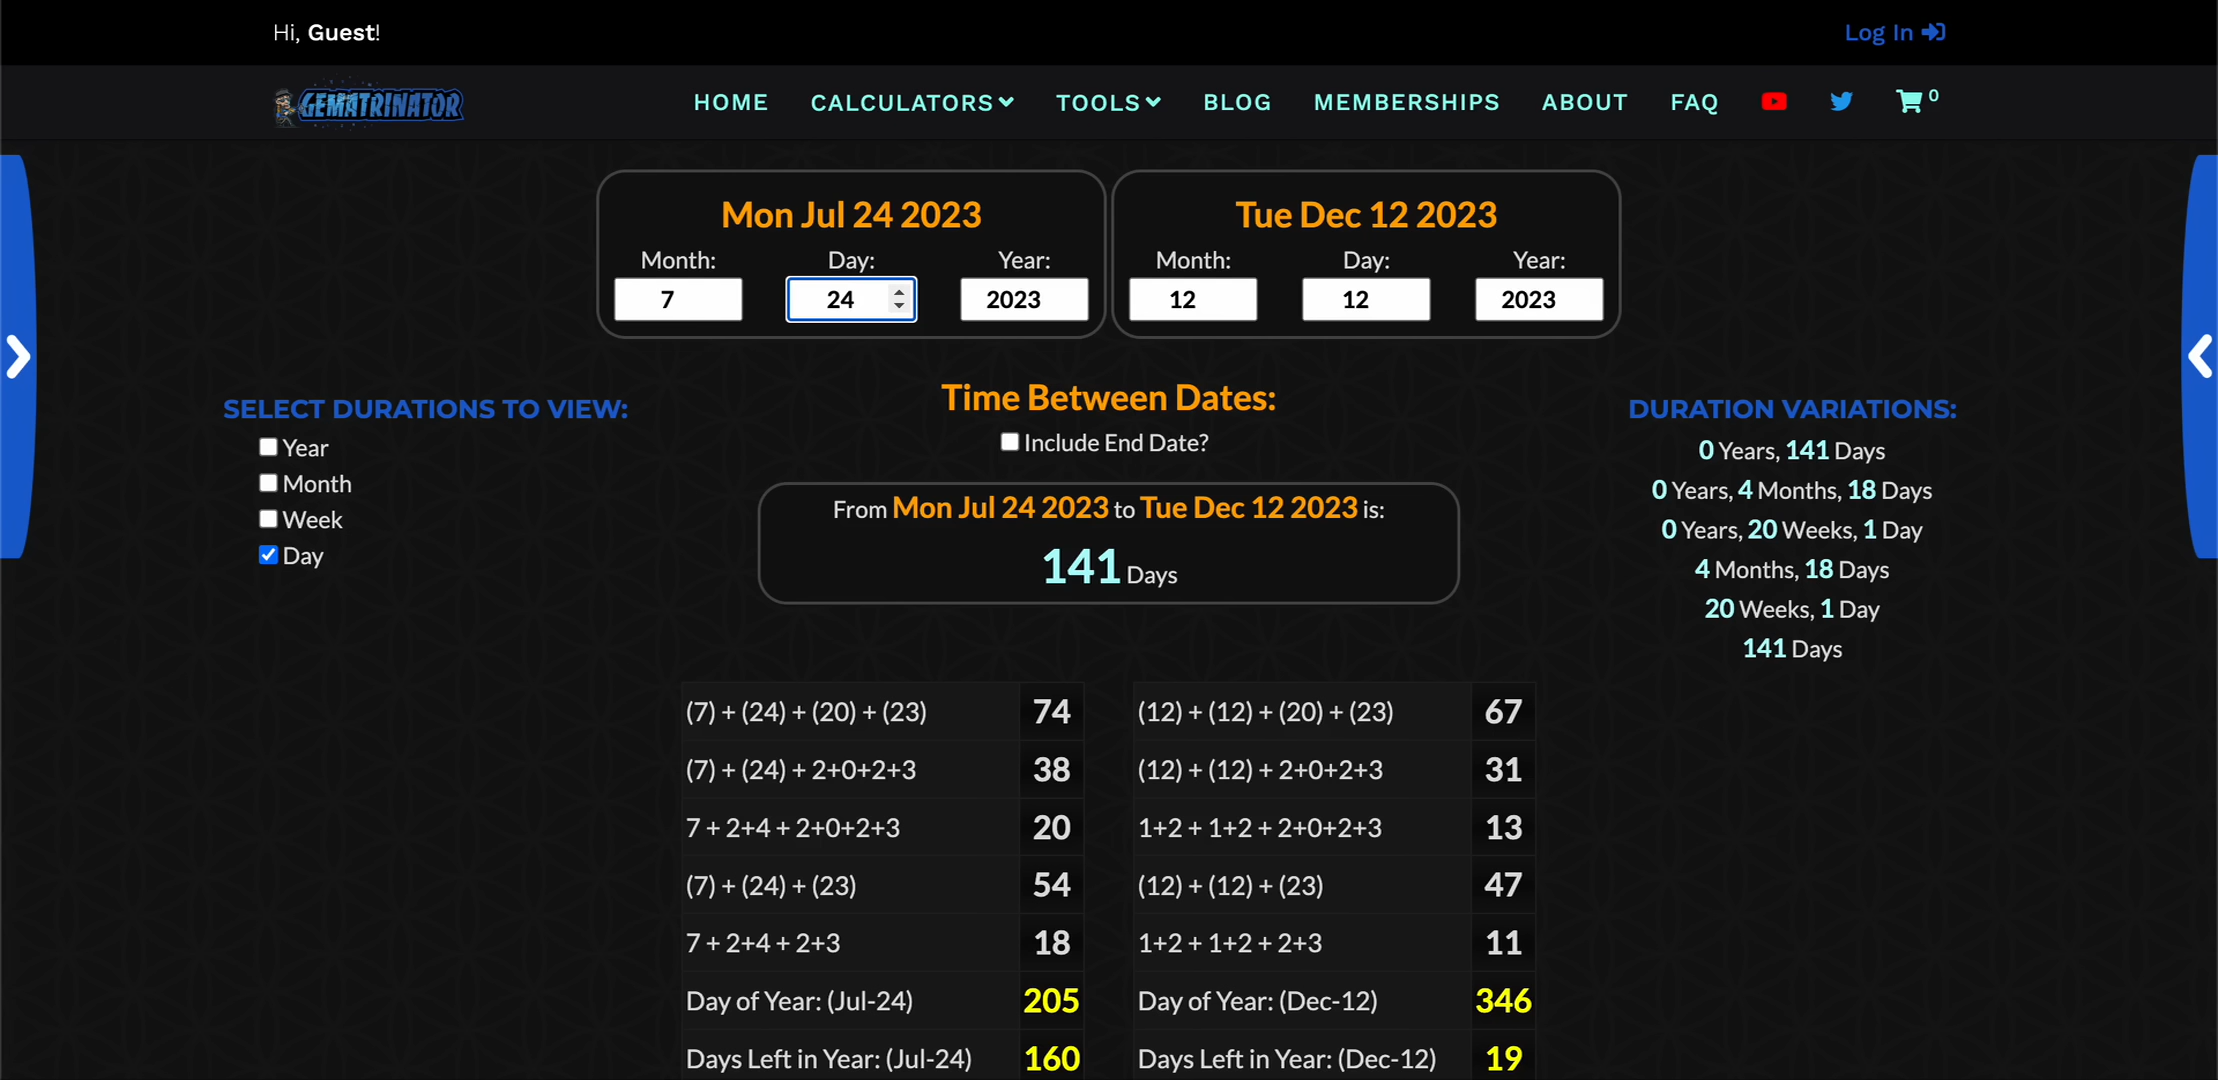 Hi, Guest!
Log In
GEMATRINATOR
HOME CALCULATORS TOOLS BLOG MEMBERSHIPS ABOUT FAQ 0
Mon Jul 24 2023
Month: Day: Year:
7 24 2023
Tue Dec 12 2023
Month: Day: Year:
12 12 2023
SELECT DURATIONS TO VIEW:
Year
Month
Week
Day
Time Between Dates:
Include End Date?
From Mon Jul 24 2023 to Tue Dec 12 2023 is:
141 Days
DURATION VARIATIONS:
0 Years, 141 Days
0 Years, 4 Months, 18 Days
0 Years, 20 Weeks, 1 Day
4 Months, 18 Days
20 Weeks, 1 Day
141 Days
(7) + (24) + (20) + (23) 74
(7) + (24) + 2+0+2+3 38
7 + 2+4 + 2+0+2+3 20
(7) + (24) + (23) 54
7 + 2+4 + 2+3 18
Day of Year: (Jul-24) 205
Days Left in Year: (Jul-24) 160
(12) + (12) + (20) + (23) 67
(12) + (12) + 2+0+2+3 31
1+2 + 1+2 + 2+0+2+3 13
(12) + (12) + (23) 47
1+2 + 1+2 + 2+3 11
Day of Year: (Dec-12) 346
Days Left in Year: (Dec-12) 19